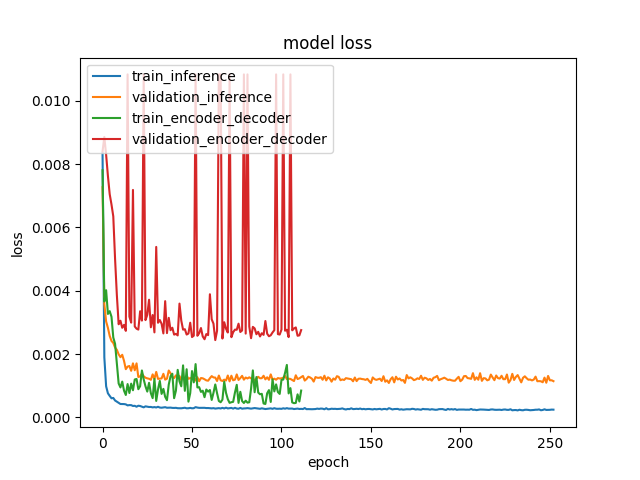 model loss
train_inference
validation_inference
train_encoder_decoder
validation_encoder_decoder
0.010
0.008
0.006
0.004
0.002
0.000
loss
0 50 100 150 200 250
epoch